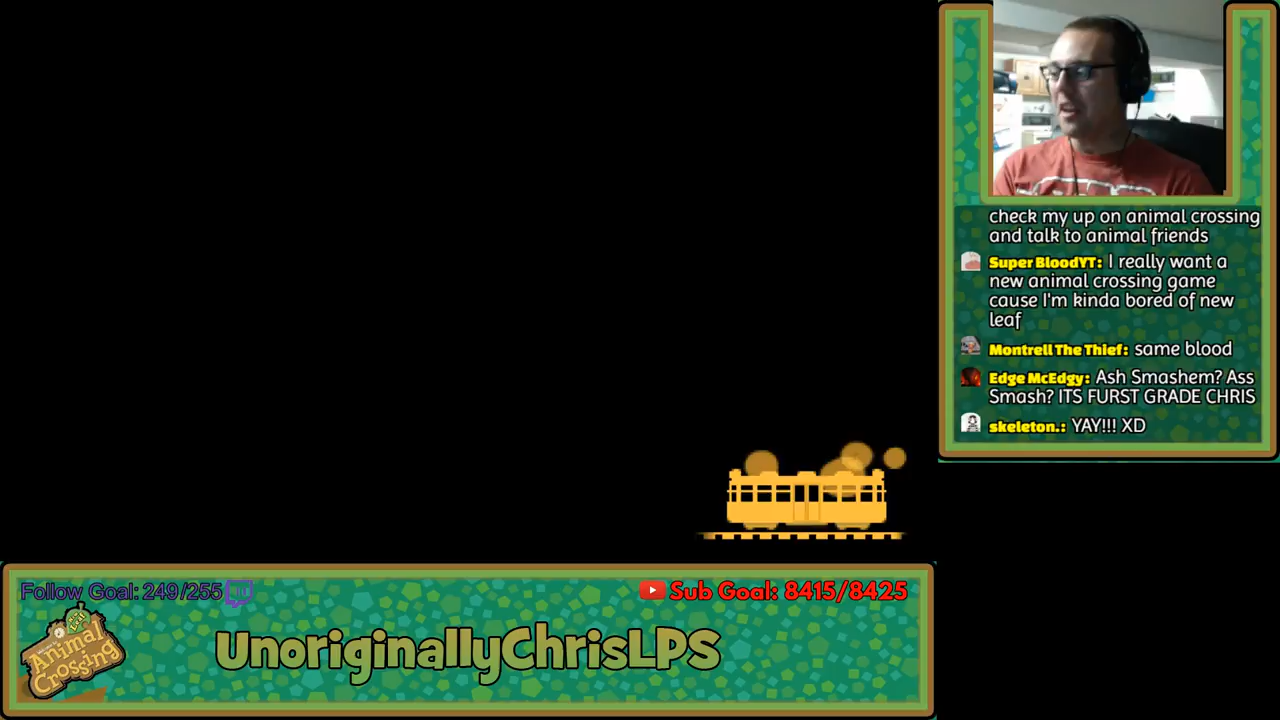 check my up on animal crossing
and talk to animal friends
Super BloodYT: I really want a
new animal crossing game
cause I'm kinda bored of new
leaf
Montrell The Thief: same blood
Edge McEdgy: Ash Smashem? Ass
Smash? ITS FURST GRADE CHRIS
skeleton.: YAY!!! XD
Follow Goal: 249/255
Sub Goal: 8415/8425
Animal
Crossing
UnoriginallyChrisLPS